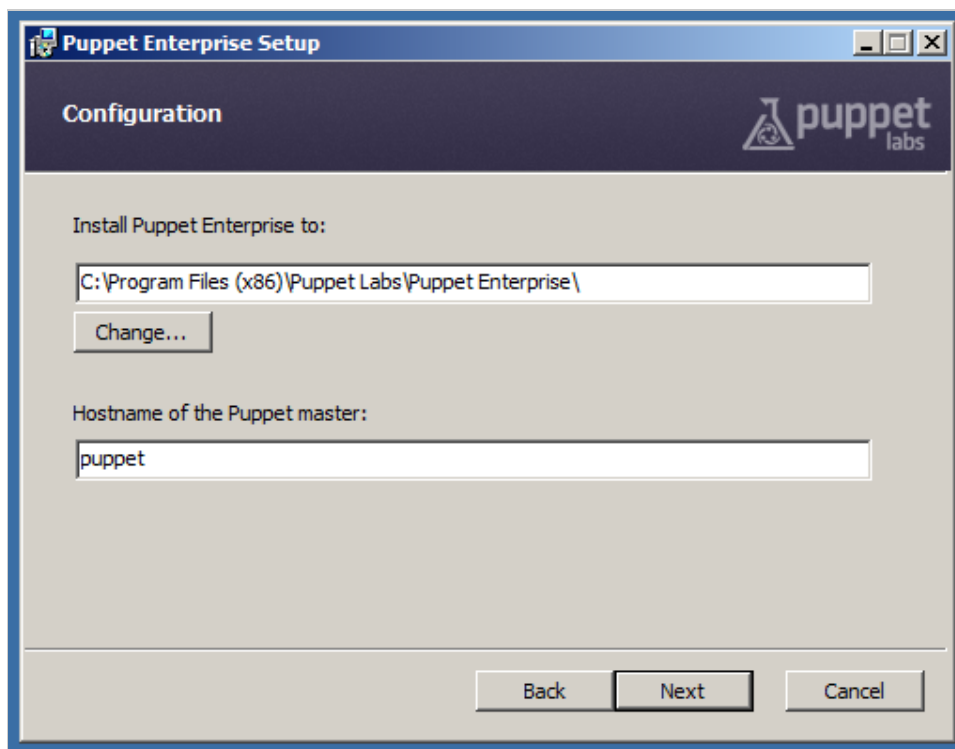 Puppet Enterprise Setup
Configuration
puppet
labs
Install Puppet Enterprise to:
C:\Program Files (x86)\Puppet Labs\Puppet Enterprise\
Change...
Hostname of the Puppet master:
puppet
Back Next Cancel